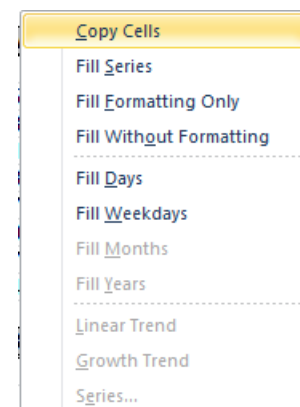 Copy Cells
Fill Series
Fill Formatting Only
Fill Without Formatting
Fill Days
Fill Weekdays
Fill Months
Fill Years
Linear Trend
Growth Trend
Series...